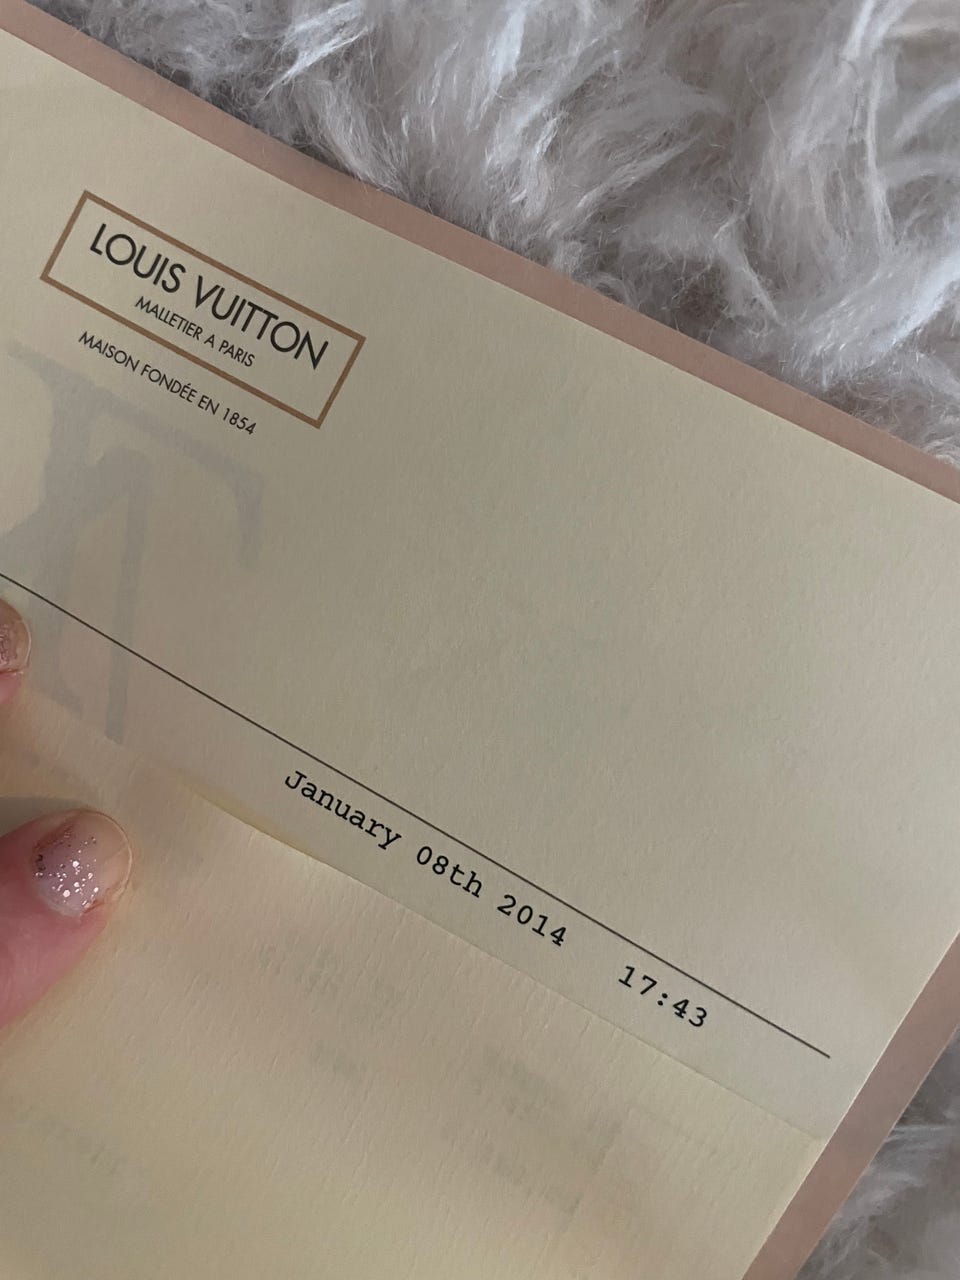 LOUIS VUITTON
MALLETIER A PARIS
MAISON FONDÉE EN 1854
January 08th 2014 17:43